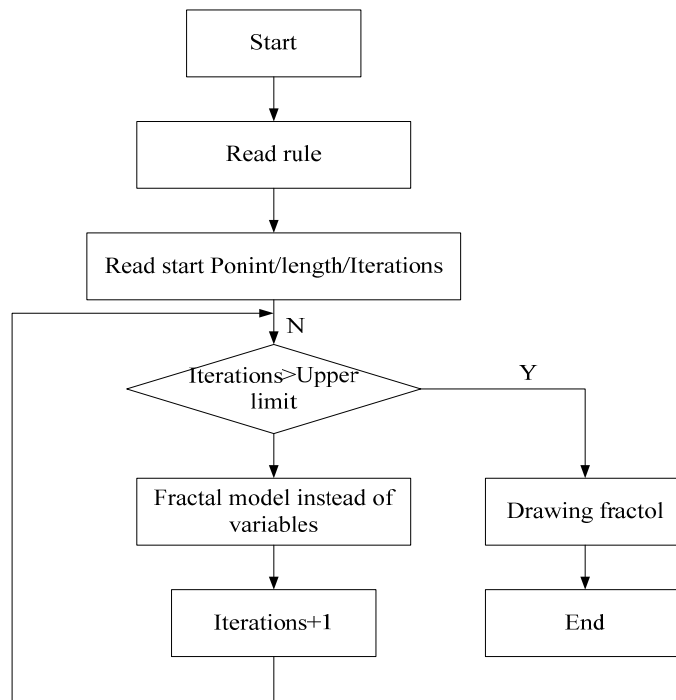 Start
Read rule
Read start Ponint/length/Iterations
N
Iterations>Upper
limit
Y
Fractal model instead of
variables
Drawing fractol
Iterations+1
End